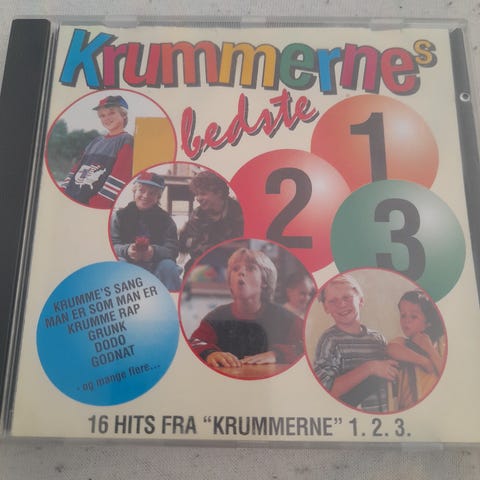 Krummernes
bedste
1
2
3
KRUMME'S SANG
MAN ER SOM MAN ER
KRUMME RAP
GRUNK
DODO
GODNAT
- og mange flere...
16 HITS FRA "KRUMMERNE" 1. 2. 3.